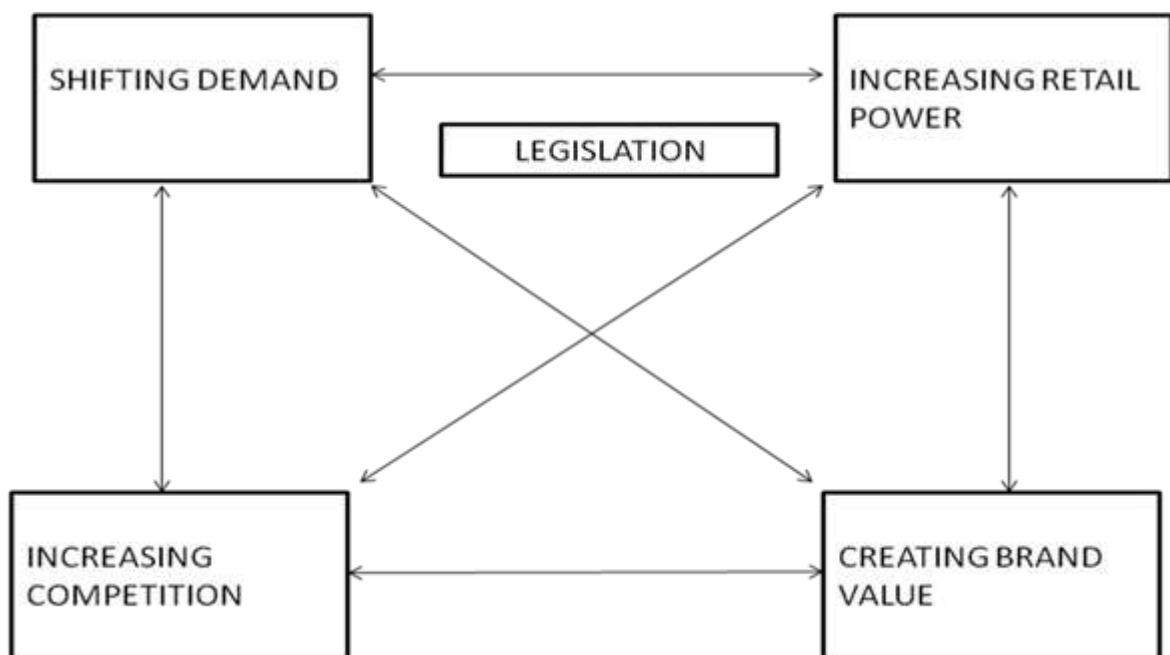 SHIFTING DEMAND
INCREASING RETAIL
POWER
LEGISLATION
INCREASING
COMPETITION
CREATING BRAND
VALUE